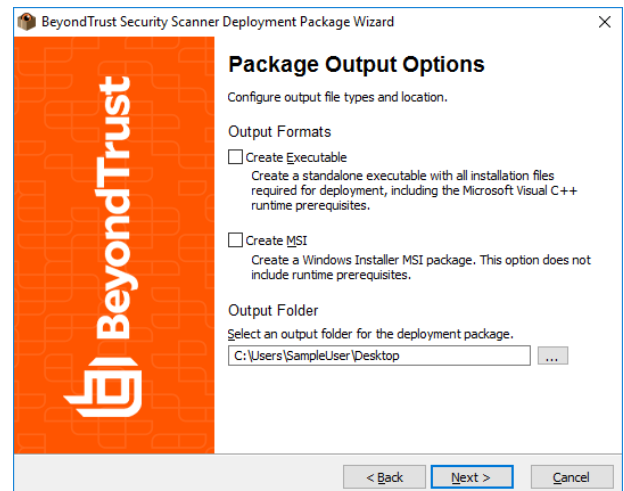 BeyondTrust Security Scanner Deployment Package Wizard
BeyondTrust
Package Output Options
Configure output file types and location.
Output Formats
Create Executable
Create a standalone executable with all installation files
required for deployment, including the Microsoft Visual C++
runtime prerequisites.
Create MSI
Create a Windows Installer MSI package. This option does not
include runtime prerequisites.
Output Folder
Select an output folder for the deployment package.
C:\Users\SampleUser\Desktop
...
< Back
Next >
Cancel